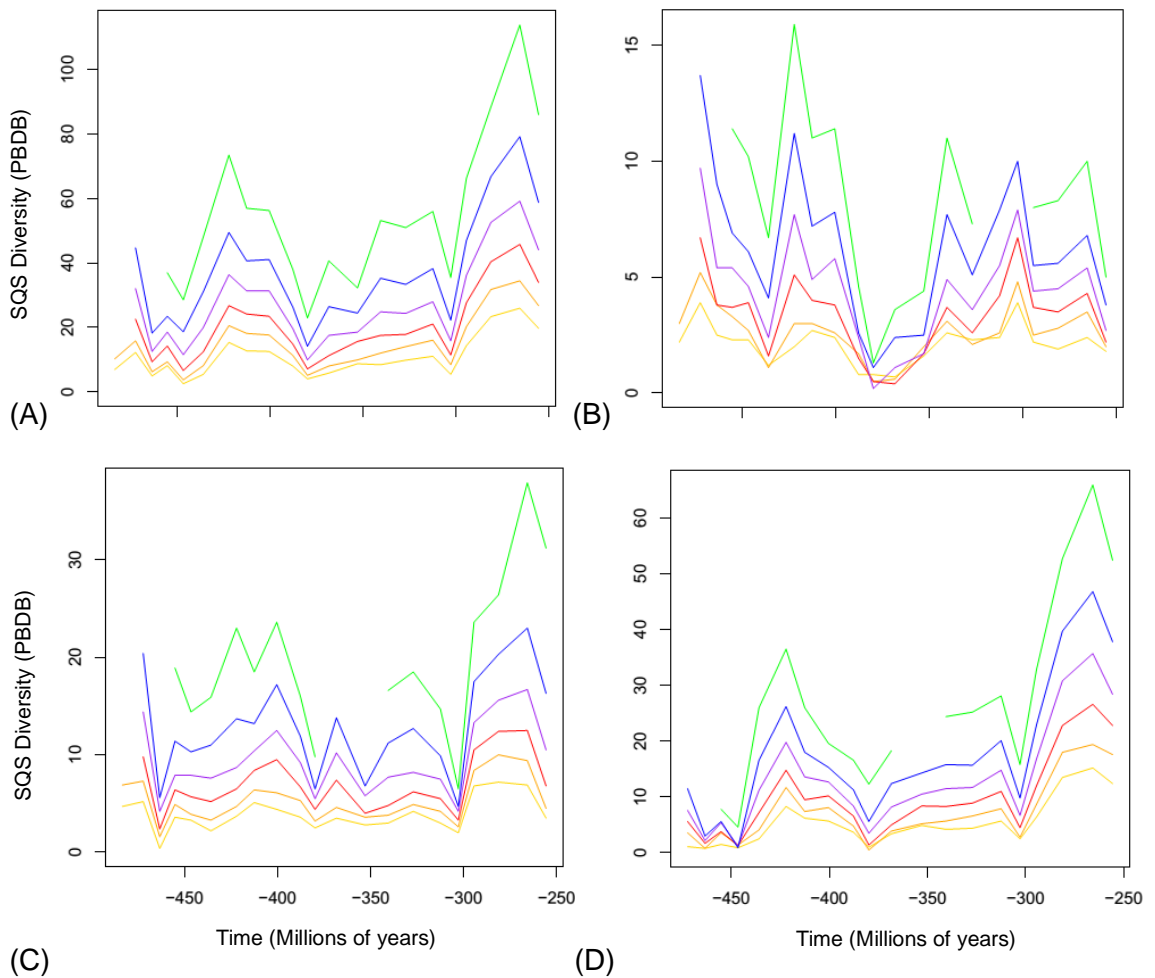 SQS Diversity (PBDB)
0 20 40 60 80 100
(A)
0 5 10 15
(B)
SQS Diversity (PBDB)
0 10 20 30
−450 −400 −350 −300 −250
Time (Millions of years)
(C)
0 10 20 30 40 50 60
−450 −400 −350 −300 −250
Time (Millions of years)
(D)